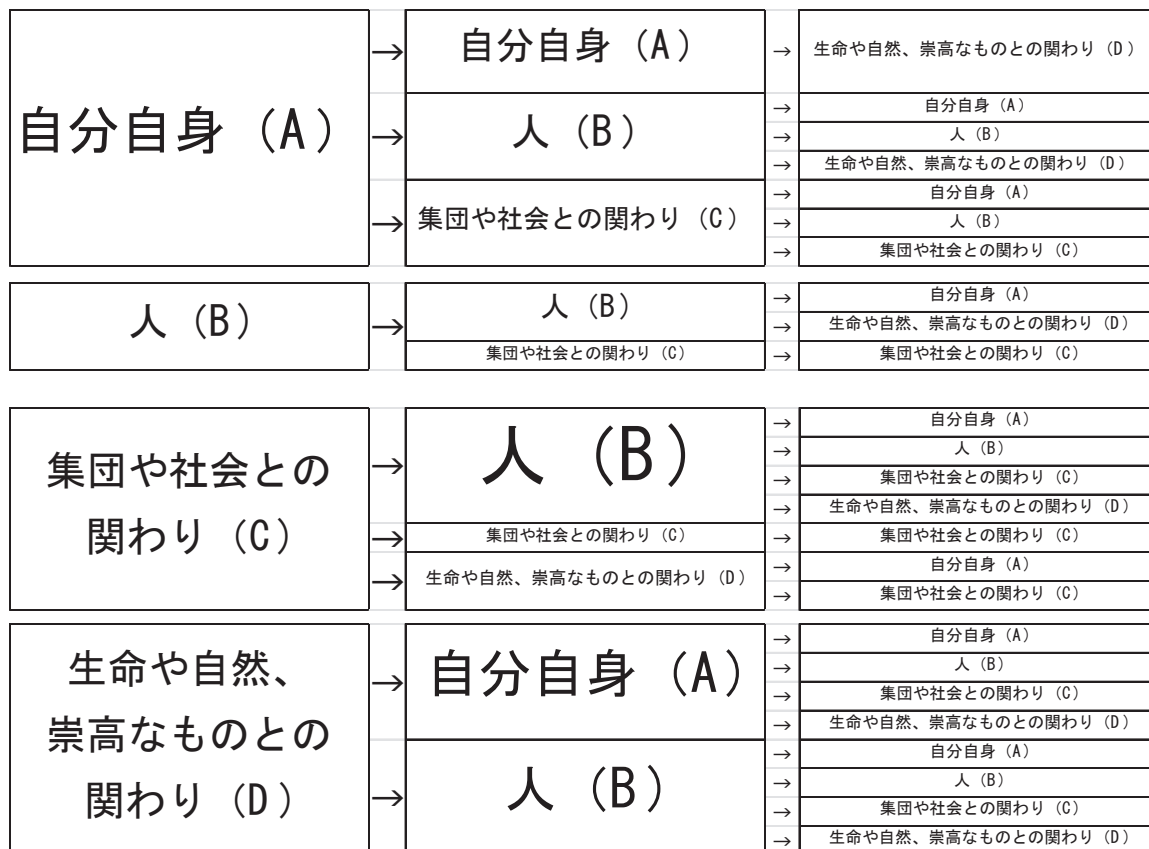 自分自身（A）
→
自分自身（A）
→
生命や自然、崇高なものとの関わり（D）
→
人（B）
→
自分自身（A）
→
人（B）
→
生命や自然、崇高なものとの関わり（D）
→
集団や社会との関わり（C）
→
自分自身（A）
→
人（B）
→
集団や社会との関わり（C）
人（B）
→
人（B）
→
自分自身（A）
→
生命や自然、崇高なものとの関わり（D）
集団や社会との関わり（C）
→
集団や社会との関わり（C）
集団や社会との
関わり（C）
→
人（B）
→
自分自身（A）
→
人（B）
→
集団や社会との関わり（C）
→
生命や自然、崇高なものとの関わり（D）
→
集団や社会との関わり（C）
→
集団や社会との関わり（C）
→
生命や自然、崇高なものとの関わり（D）
→
自分自身（A）
→
集団や社会との関わり（C）
生命や自然、
崇高なものとの
関わり（D）
→
自分自身（A）
→
自分自身（A）
→
人（B）
→
集団や社会との関わり（C）
→
生命や自然、崇高なものとの関わり（D）
→
人（B）
→
自分自身（A）
→
人（B）
→
集団や社会との関わり（C）
→
生命や自然、崇高なものとの関わり（D）